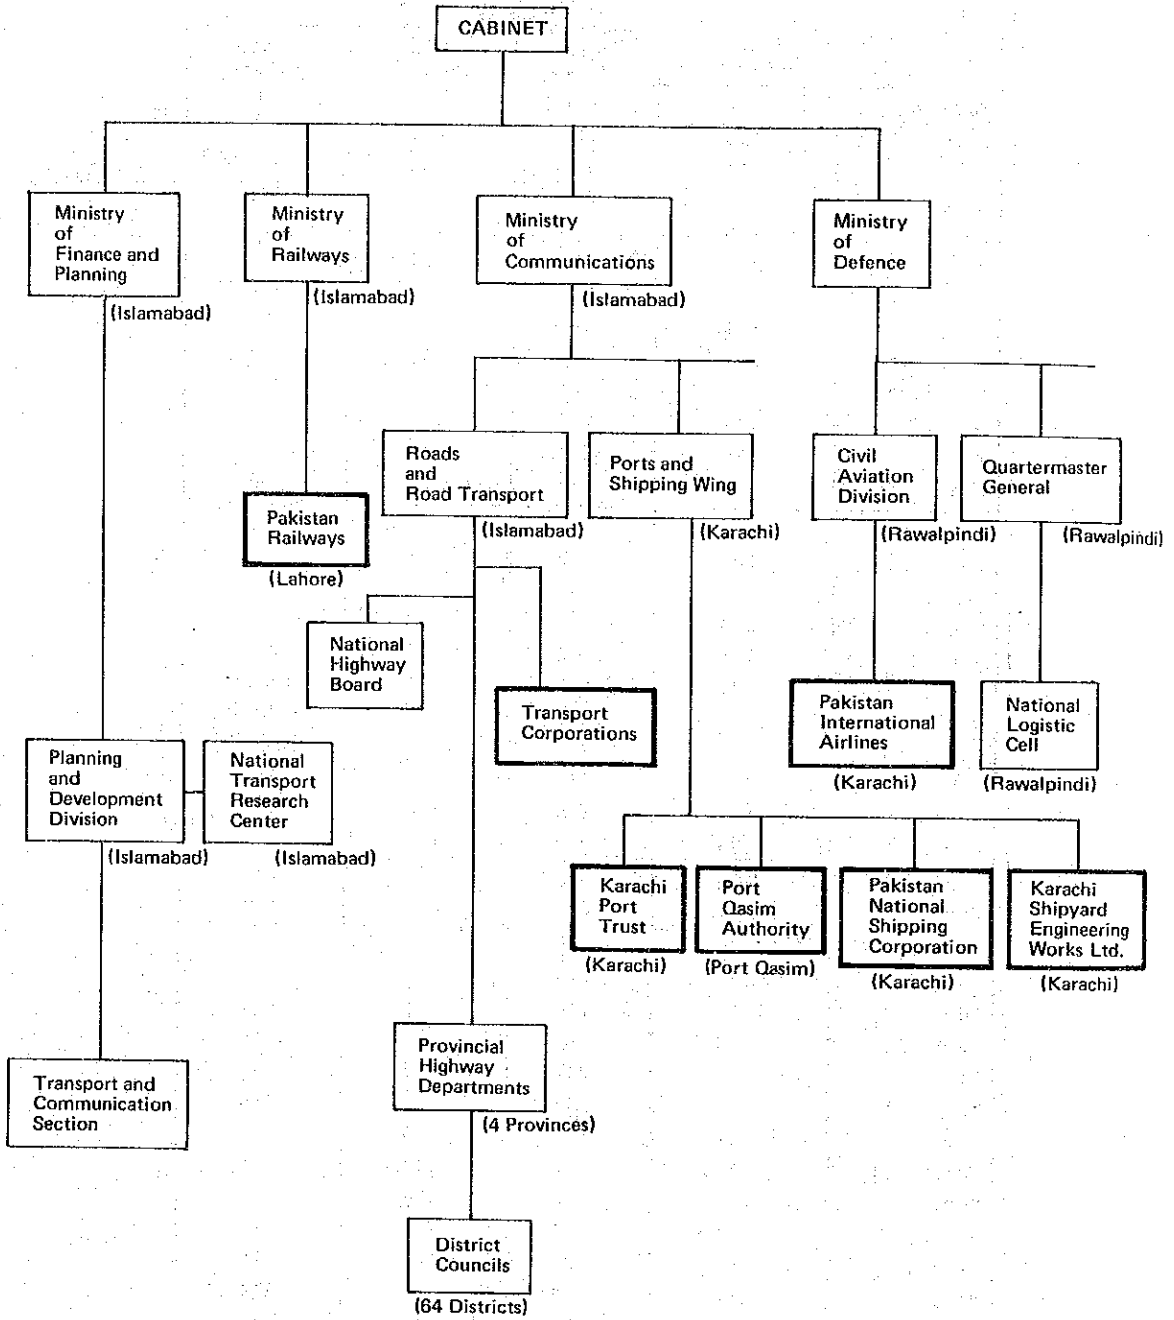 CABINET
Ministry
of
Finance and
Planning
(Islamabad)
Ministry
of
Railways
(Islamabad)
Ministry
of
Communications
(Islamabad)
Ministry
of
Defence
Roads
and
Road Transport
(Islamabad)
Ports and
Shipping Wing
(Karachi)
Civil
Aviation
Division
(Rawalpindi)
Quartermaster
General
(Rawalpindi)
Pakistan
Railways
(Lahore)
National
Highway
Board
Transport
Corporations
Pakistan
International
Airlines
(Karachi)
National
Logistic
Cell
(Rawalpindi)
Planning
and
Development
Division
(Islamabad)
National
Transport
Research
Center
(Islamabad)
Karachi
Port
Trust
(Karachi)
Port
Qasim
Authority
(Port Qasim)
Pakistan
National
Shipping
Corporation
(Karachi)
Karachi
Shipyard
Engineering
Works Ltd.
(Karachi)
Provincial
Highway
Departments
(4 Provinces)
Transport and
Communication
Section
District
Councils
(64 Districts)